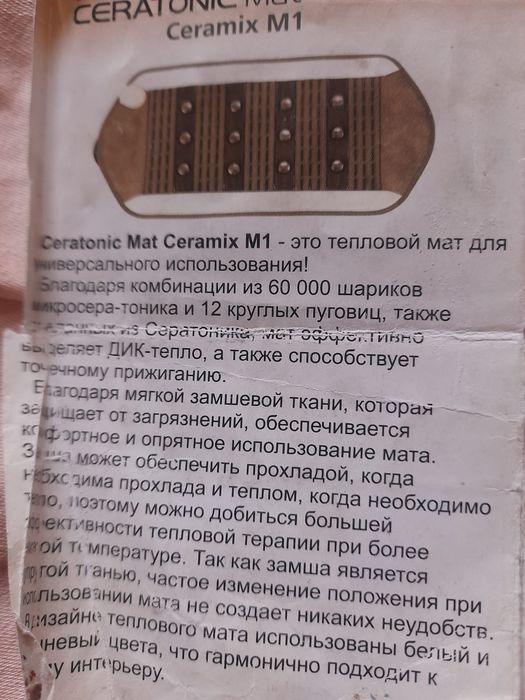 CERATONIC Mat
Ceramix M1
Ceratonic Mat Ceramix M1 - это тепловой мат для
универсального использования!
Благодаря комбинации из 60 000 шариков
микросера-тоника и 12 круглых пуговиц, также
из Сератоника, мат эффективно
выделяет ДИК-тепло, а также способствует
точечному прижиганию.
Благодаря мягкой замшевой ткани, которая
защищает от загрязнений, обеспечивается
комфортное и опрятное использование мата.
Замша может обеспечить прохладой, когда
необходима прохлада и теплом, когда необходимо
тепло, поэтому можно добиться большей
эффективности тепловой терапии при более
низкой температуре. Так как замша является
упругой тканью, частое изменение положения при
использовании мата не создает никаких неудобств.
В дизайне теплового мата использованы белый и
цвета, что гармонично подходит к
интерьеру.